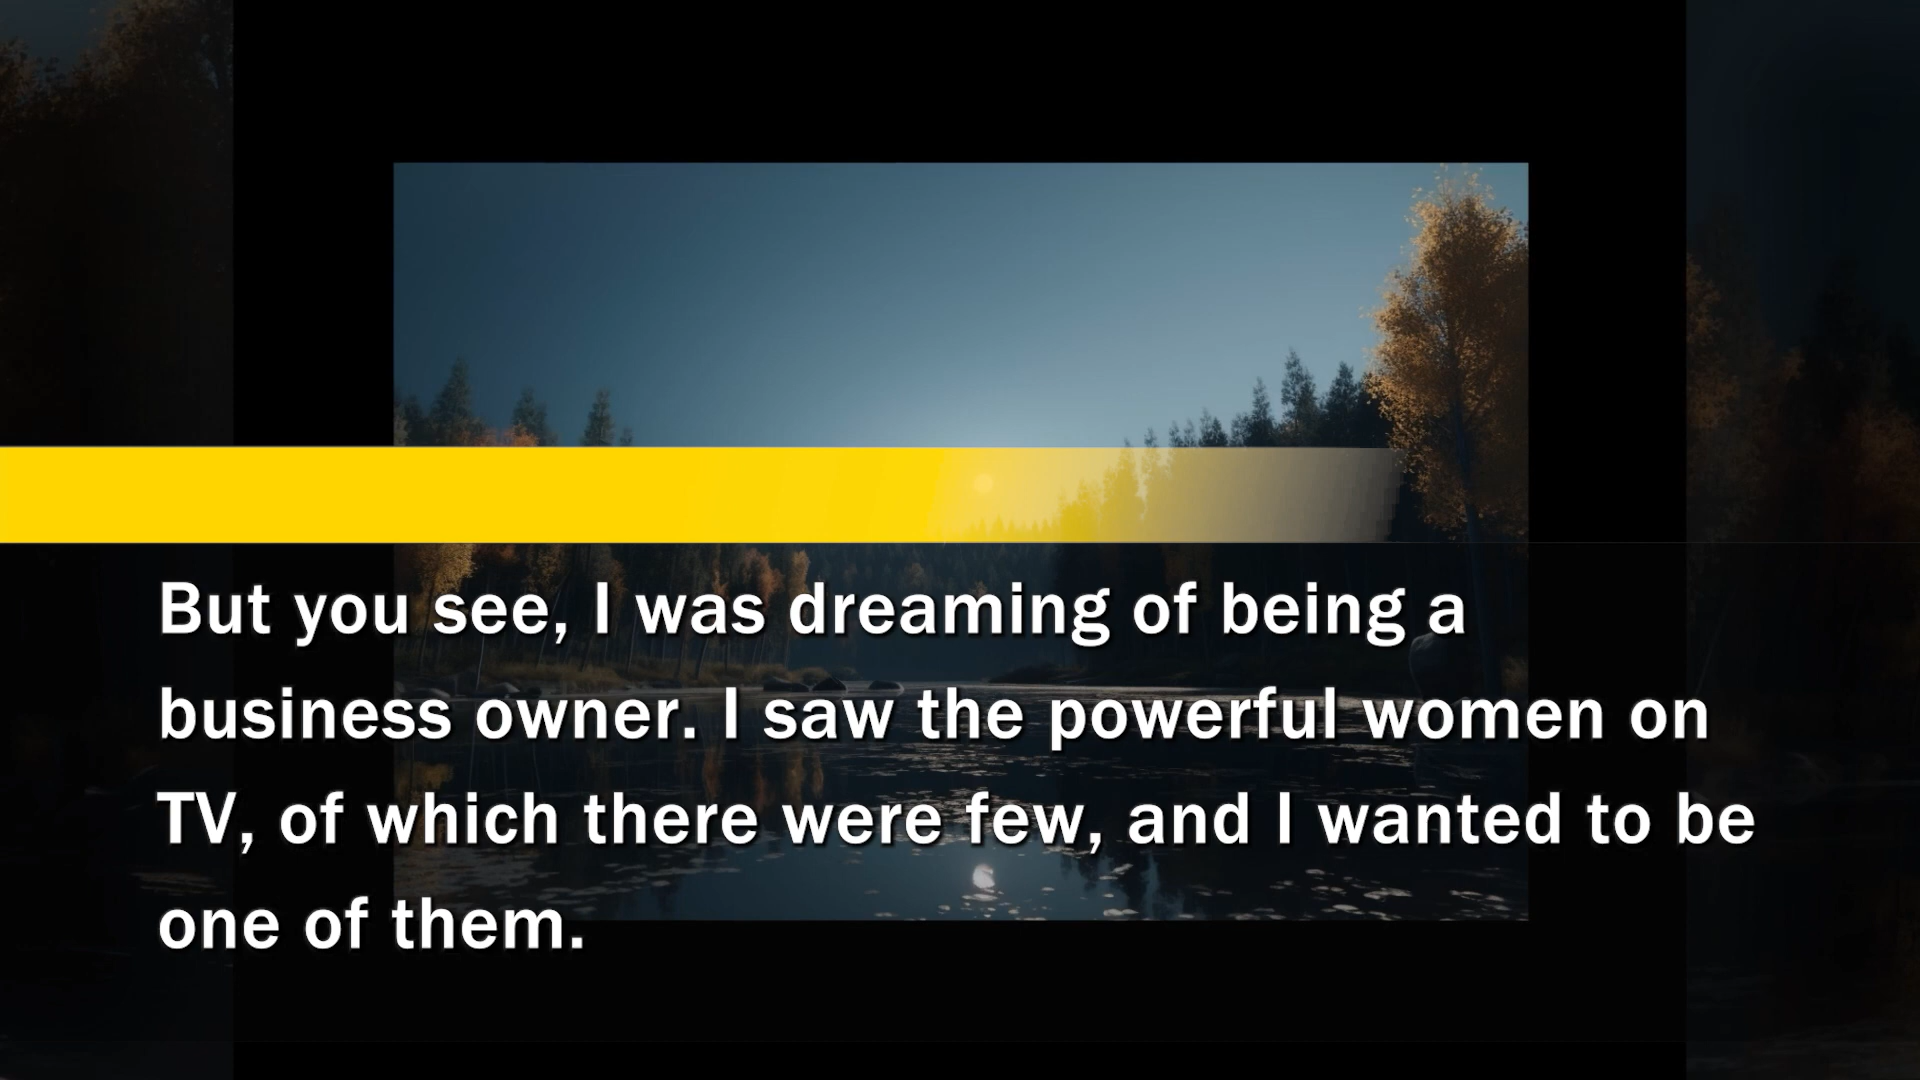 But you see, I was dreaming of being a
business owner. I saw the powerful women on
TV, of which there were few, and I wanted to be
one of them.